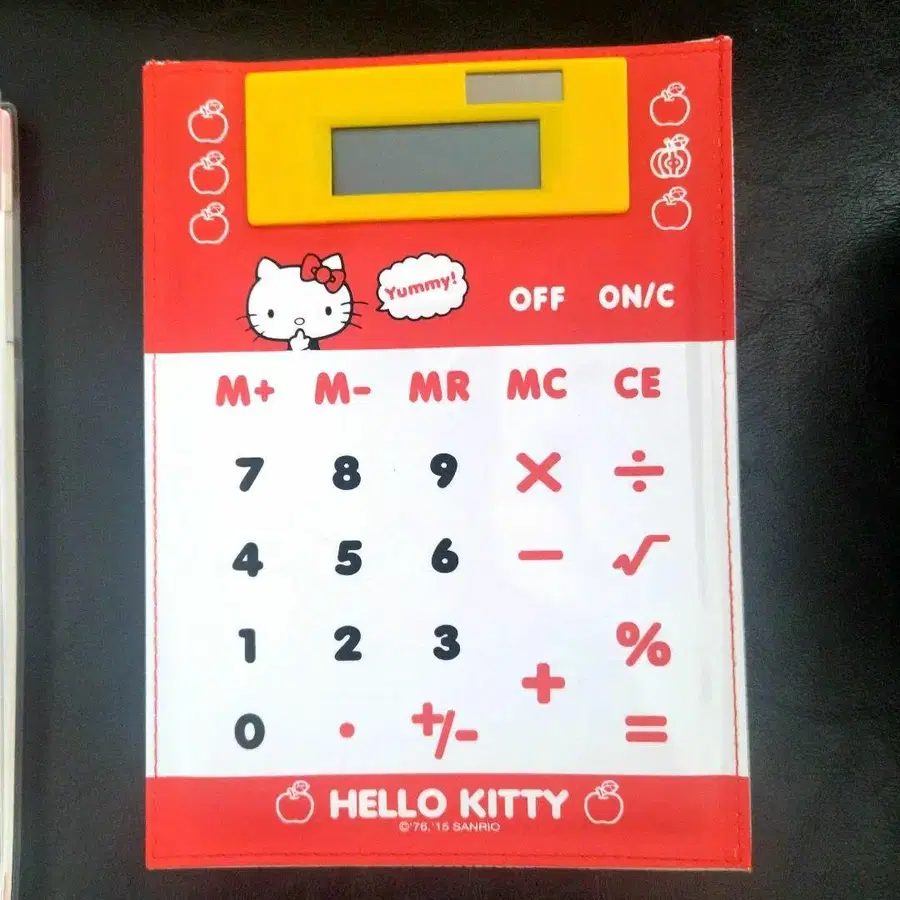 Yummy!
OFF ON/C
M+ M- MR MC CE
7 8 9 × ÷
4 5 6 − √
1 2 3 + %
0 . +/- =
HELLO KITTY
©'76,'15 SANRIO